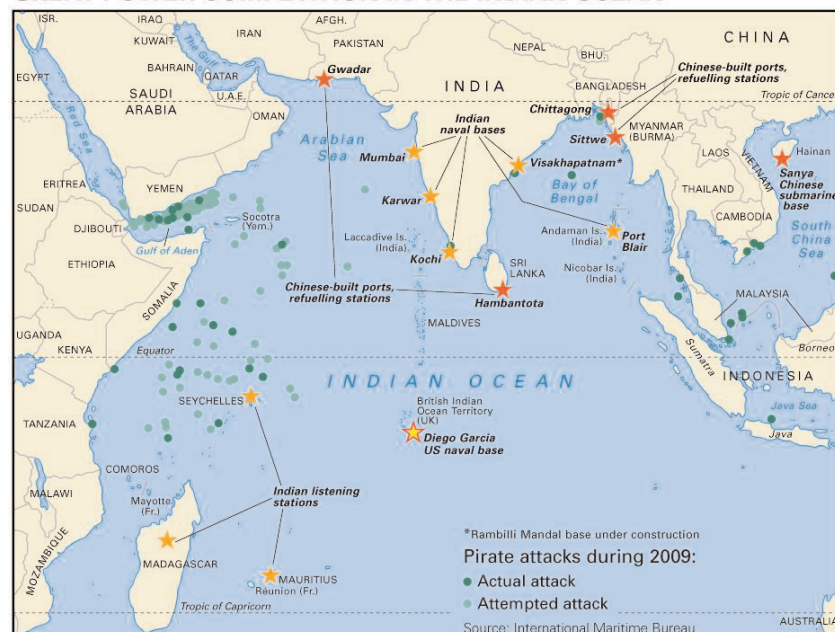 ISR.
IRAQ
IRAN
AFGH.
KUWAIT
The Gulf
PAKISTAN
NEPAL
BHU.
CHINA
EGYPT
BAHRAIN
QATAR
Gwadar
INDIA
BANGLADESH
Chinese-built ports,
refuelling stations
SAUDI
ARABIA
U.A.E.
OMAN
Chittagong
Tropic of Cancer
Red Sea
Arabian
Sea
Indian
naval bases
Sittwe
MYANMAR
(BURMA)
Hainan
Mumbai
LAOS
VIETNAM
Sanya
Chinese
submarine
base
Visakhapatnam*
ERITREA
YEMEN
Bay of
Bengal
THAILAND
SUDAN
Karwar
Socotra
(Yem.)
DJIBOUTI
Gulf of Aden
Laccadive Is.
(India)
Andaman Is.
(India)
Port
Blair
CAMBODIA
South
China
Sea
ETHIOPIA
Kochi
SRI
LANKA
Nicobar Is.
(India)
SOMALIA
Chinese-built ports,
refuelling stations
Hambantota
MALAYSIA
MALDIVES
UGANDA
KENYA
Equator
Sumatra
Borneo
INDIAN OCEAN
INDONESIA
SEYCHELLES
British Indian
Ocean Territory
(UK)
TANZANIA
Java Sea
Diego Garcia
US naval base
Java
COMOROS
MALAWI
Mayotte
(Fr.)
Indian listening
stations
MOZAMBIQUE
MADAGASCAR
MAURITIUS
Réunion (Fr.)
Tropic of Capricorn
*Rambilli Mandal base under construction
Pirate attacks during 2009:
Actual attack
Attempted attack
AUSTRALIA
Source: International Maritime Bureau